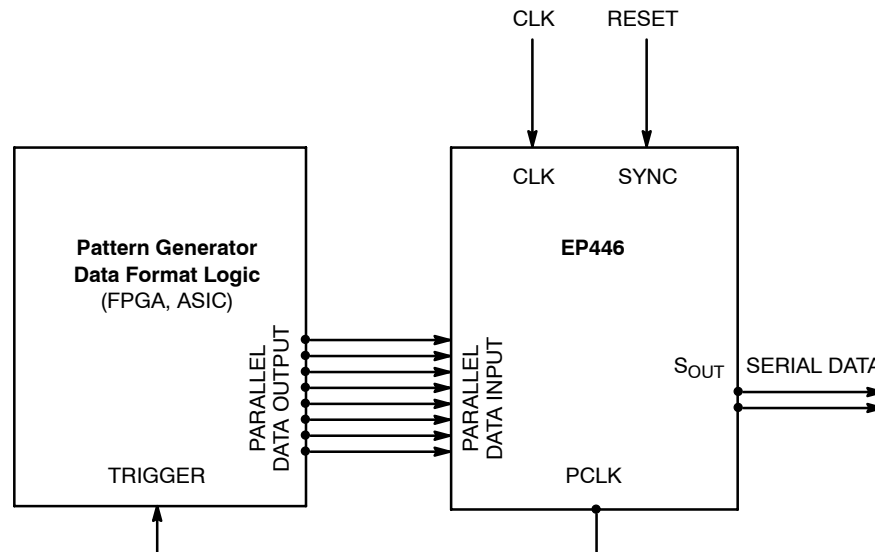 CLK RESET
CLK SYNC
Pattern Generator
Data Format Logic
(FPGA, ASIC)
EP446
PARALLEL
DATA OUTPUT
PARALLEL
DATA INPUT
SOUT SERIAL DATA
TRIGGER
PCLK